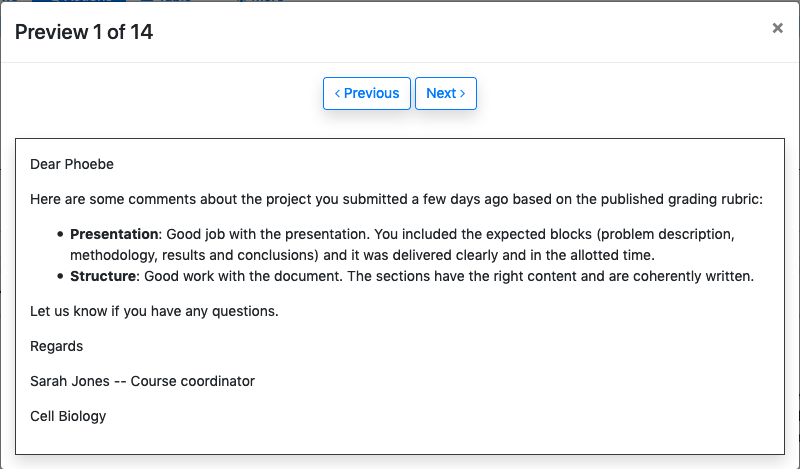 Preview 1 of 14
×
‹ Previous Next ›
Dear Phoebe
Here are some comments about the project you submitted a few days ago based on the published grading rubric:
• Presentation: Good job with the presentation. You included the expected blocks (problem description,
methodology, results and conclusions) and it was delivered clearly and in the allotted time.
• Structure: Good work with the document. The sections have the right content and are coherently written.
Let us know if you have any questions.
Regards
Sarah Jones -- Course coordinator
Cell Biology